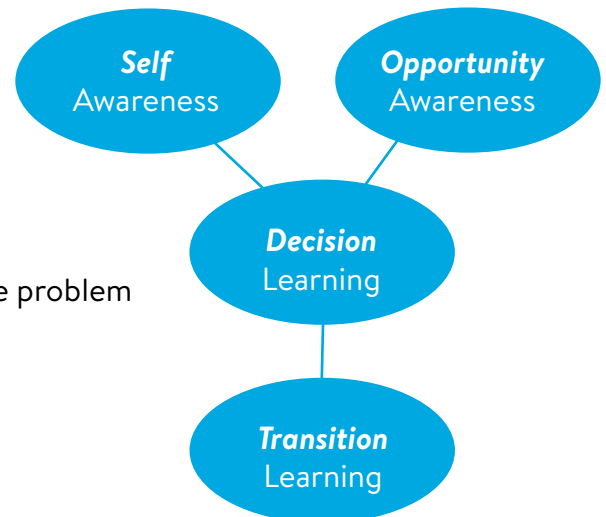 Self
Awareness
Opportunity
Awareness
Decision
Learning
e problem
Transition
Learning